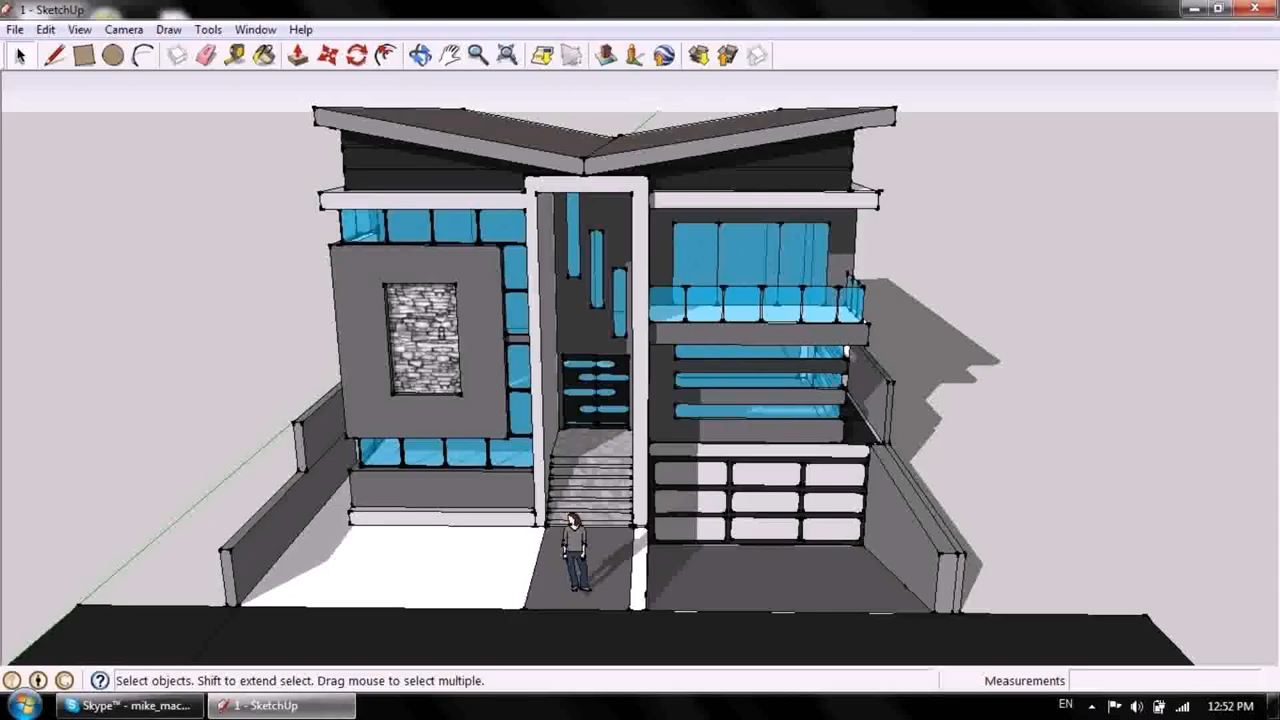 1 - SketchUp
File Edit View Camera Draw Tools Window Help
Select objects. Shift to extend select. Drag mouse to select multiple.
Measurements
Skype™ - mike_mac...
1 - SketchUp
EN
12:52 PM